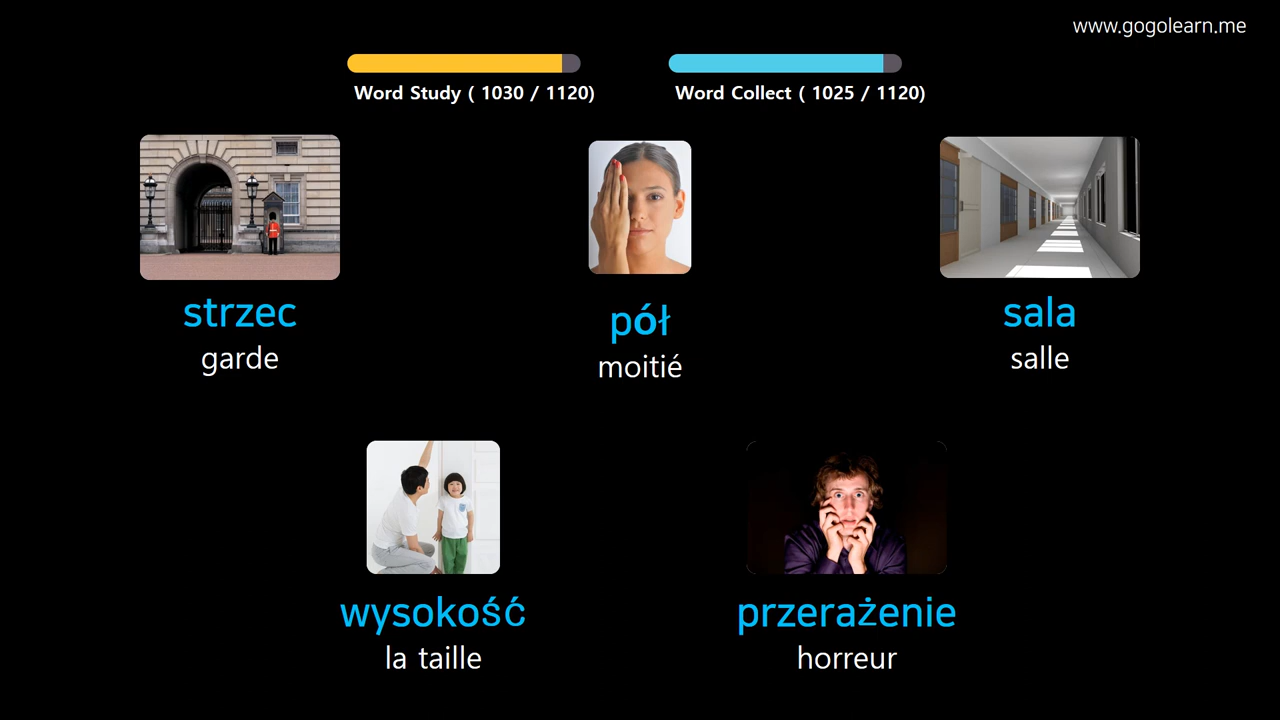 www.gogolearn.me
Word Study ( 1030 / 1120)
Word Collect ( 1025 / 1120)
strzec
garde
pół
moitié
sala
salle
wysokość
la taille
przerażenie
horreur